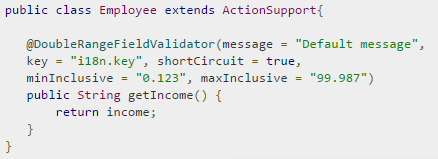 public class Employee extends ActionSupport{
@DoubleRangeFieldValidator(message = "Default message",
key = "i18n.key", shortCircuit = true,
minInclusive = "0.123", maxInclusive = "99.987")
public String getIncome() {
return income;
}
}